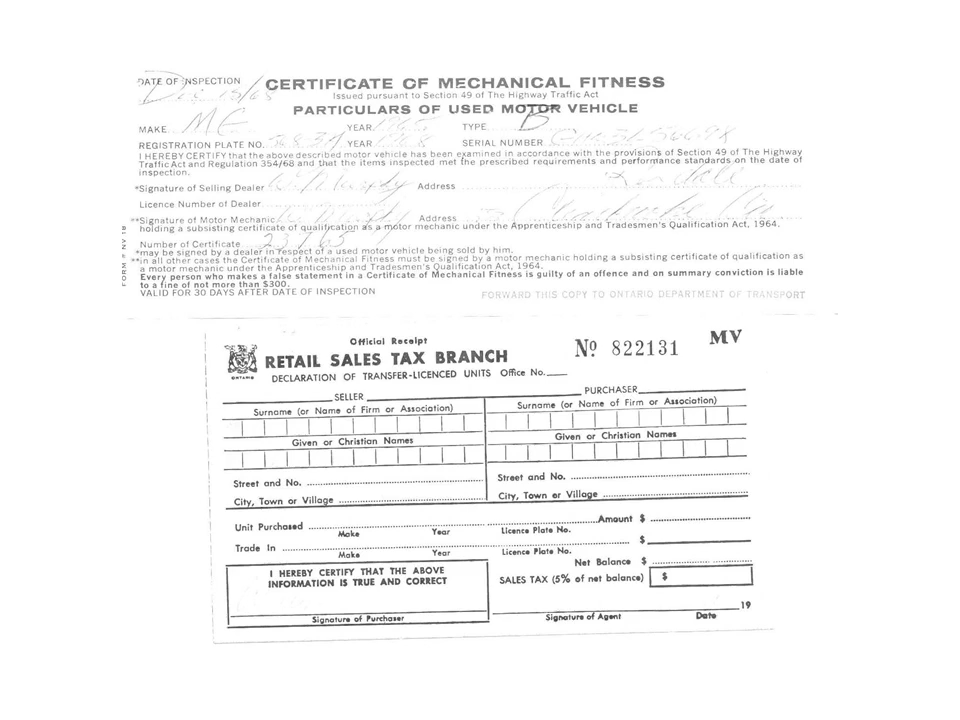 DATE OF INSPECTION
Dec 15/68
CERTIFICATE OF MECHANICAL FITNESS
Issued pursuant to Section 49 of The Highway Traffic Act
PARTICULARS OF USED MOTOR VEHICLE
MAKE YEAR 1965 TYPE
REGISTRATION PLATE NO. YEAR 1968 SERIAL NUMBER
I HEREBY CERTIFY that the above described motor vehicle has been examined in accordance with the provisions of Section 49 of The Highway
Traffic Act and Regulation 354/68 and that the items inspected met the prescribed requirements and performance standards on the date of
inspection.
*Signature of Selling Dealer Murphy Address
Licence Number of Dealer
**Signature of Motor Mechanic Murphy Address
holding a subsisting certificate of qualification as a motor mechanic under the Apprenticeship and Tradesmen's Qualification Act, 1964.
Number of Certificate 23765
*may be signed by a dealer in respect of a used motor vehicle being sold by him.
**in all other cases the Certificate of Mechanical Fitness must be signed by a motor mechanic holding a subsisting certificate of qualification as
a motor mechanic under the Apprenticeship and Tradesmen's Qualification Act, 1964.
Every person who makes a false statement in a Certificate of Mechanical Fitness is guilty of an offence and on summary conviction is liable
to a fine of not more than $300.
VALID FOR 30 DAYS AFTER DATE OF INSPECTION FORWARD THIS COPY TO ONTARIO DEPARTMENT OF TRANSPORT
FORM # NV 18
Official Receipt
RETAIL SALES TAX BRANCH
No 822131 MV
ONTARIO
DECLARATION OF TRANSFER-LICENCED UNITS Office No.
SELLER PURCHASER
Surname (or Name of Firm or Association) Surname (or Name of Firm or Association)
Given or Christian Names Given or Christian Names
Street and No. Street and No.
City, Town or Village City, Town or Village
Unit Purchased Amount $
Make Year Licence Plate No.
Trade In $
Make Year Licence Plate No.
Net Balance $
I HEREBY CERTIFY THAT THE ABOVE
INFORMATION IS TRUE AND CORRECT
SALES TAX (5% of net balance) $
19
Signature of Purchaser Signature of Agent Date